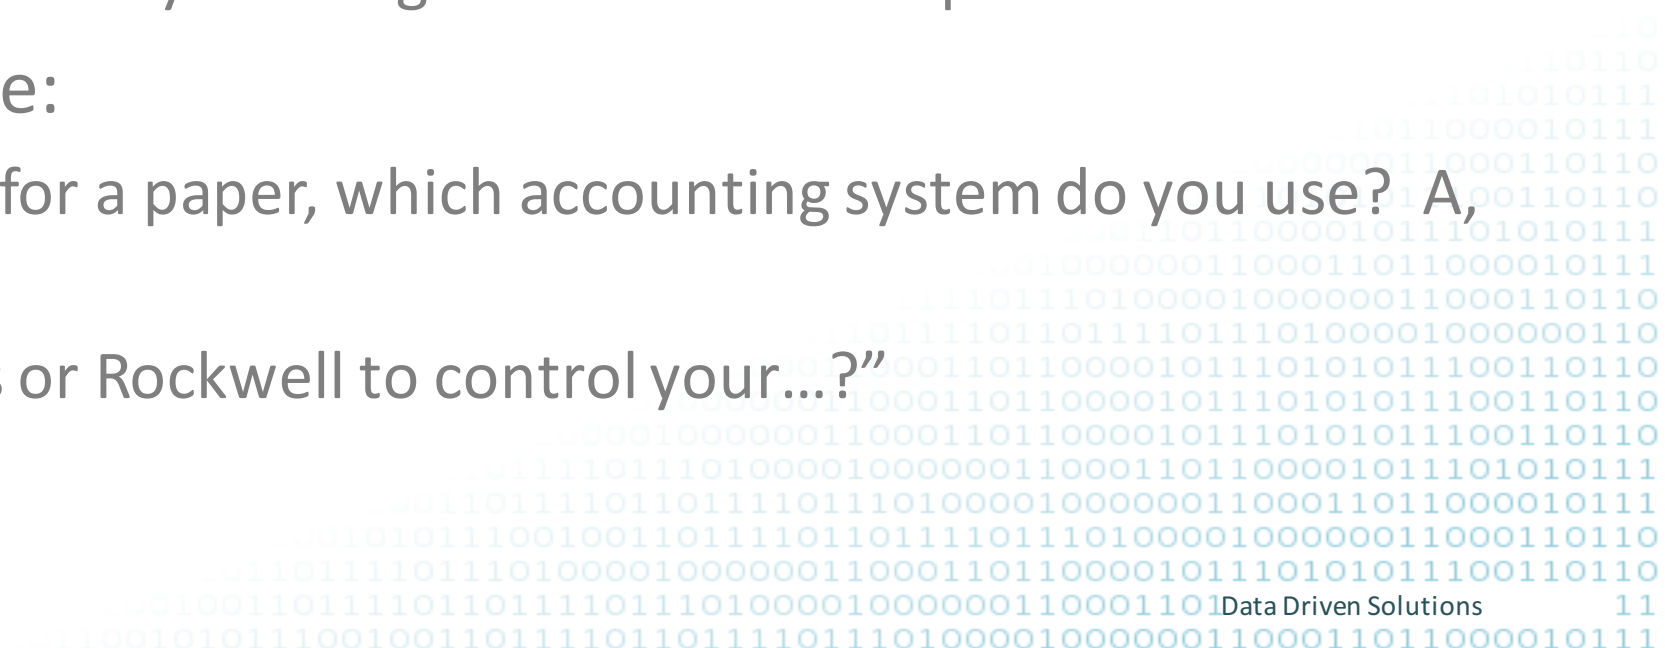 e:
for a paper, which accounting system do you use? A,
or Rockwell to control your...?”
Data Driven Solutions 11